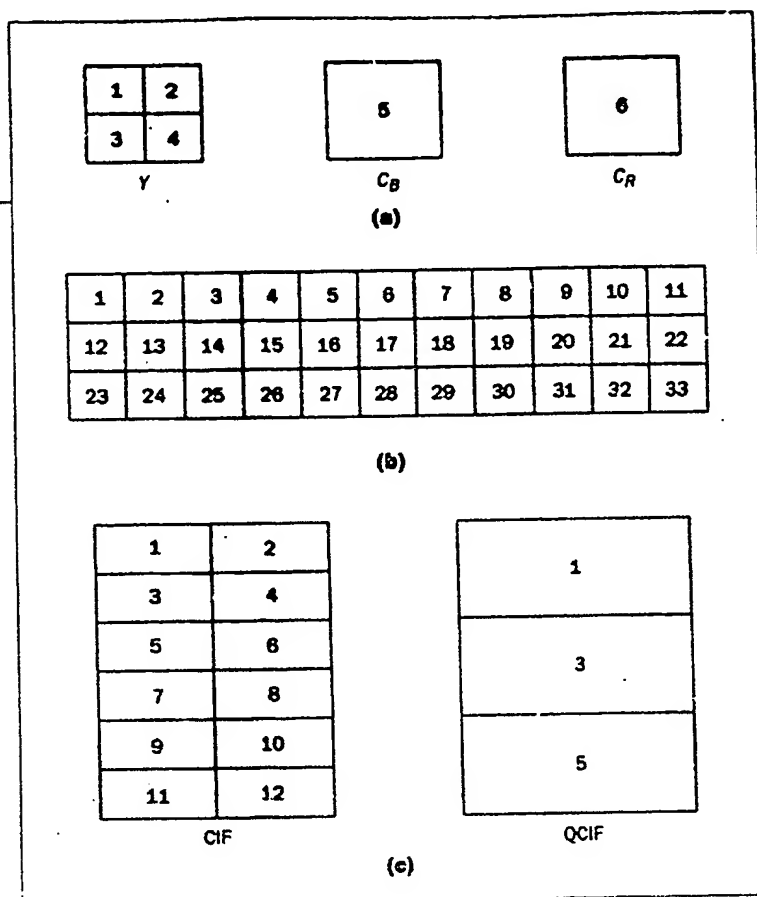 1 2
3 4
5
6
Y
C_B
C_R
(a)
1 2 3 4 5 6 7 8 9 10 11
12 13 14 15 16 17 18 19 20 21 22
23 24 25 26 27 28 29 30 31 32 33
(b)
1 2
3 4
5 6
7 8
9 10
11 12
CIF
1
3
5
QCIF
(c)